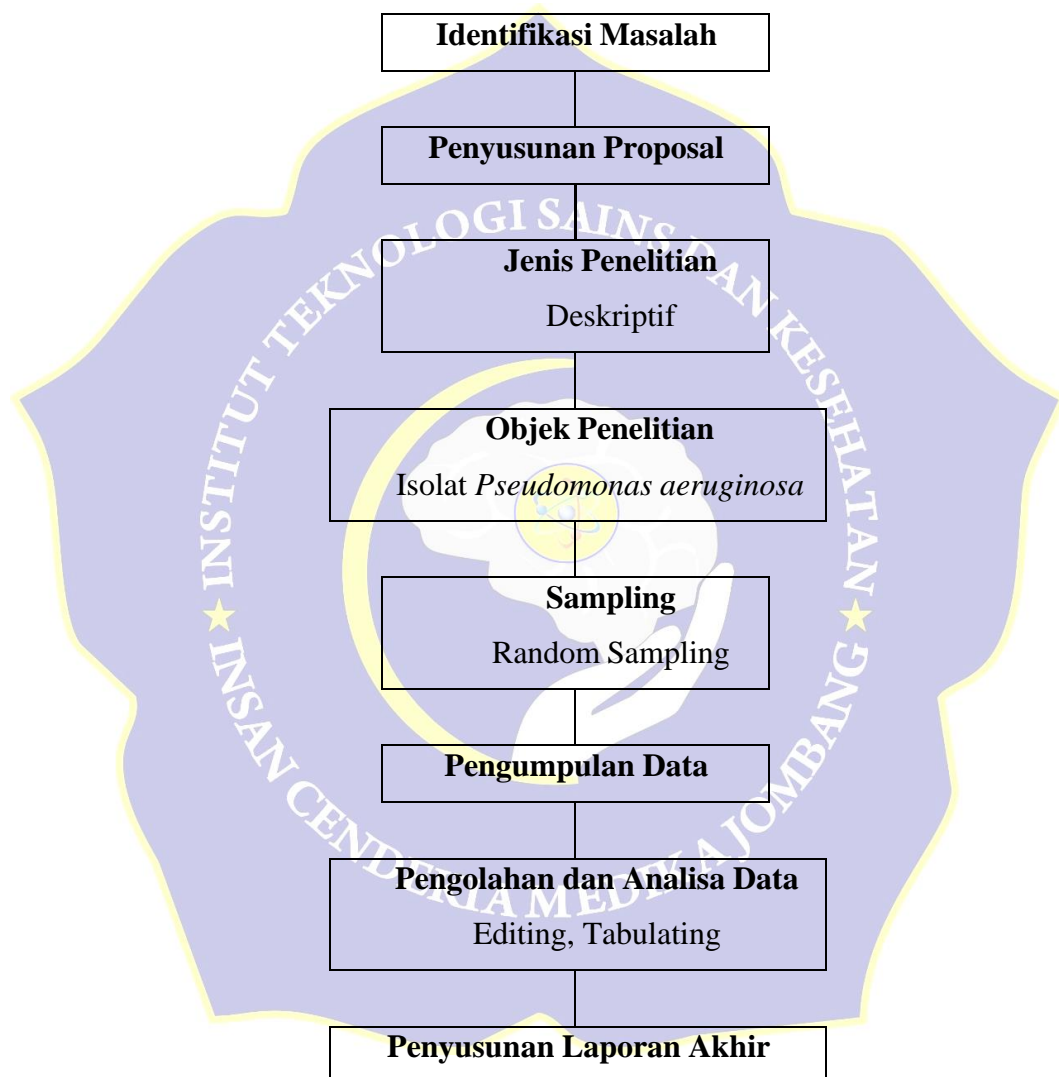 Identifikasi Masalah
Penyusunan Proposal
Jenis Penelitian
Deskriptif
Objek Penelitian
Isolat Pseudomonas aeruginosa
Sampling
Random Sampling
Pengumpulan Data
Pengolahan dan Analisa Data
Editing, Tabulating
Penyusunan Laporan Akhir
INSTITUT TEKNOLOGI SAINS DAN KESEHATAN
INSAN CENDERIA MEDIKA JOMBANG